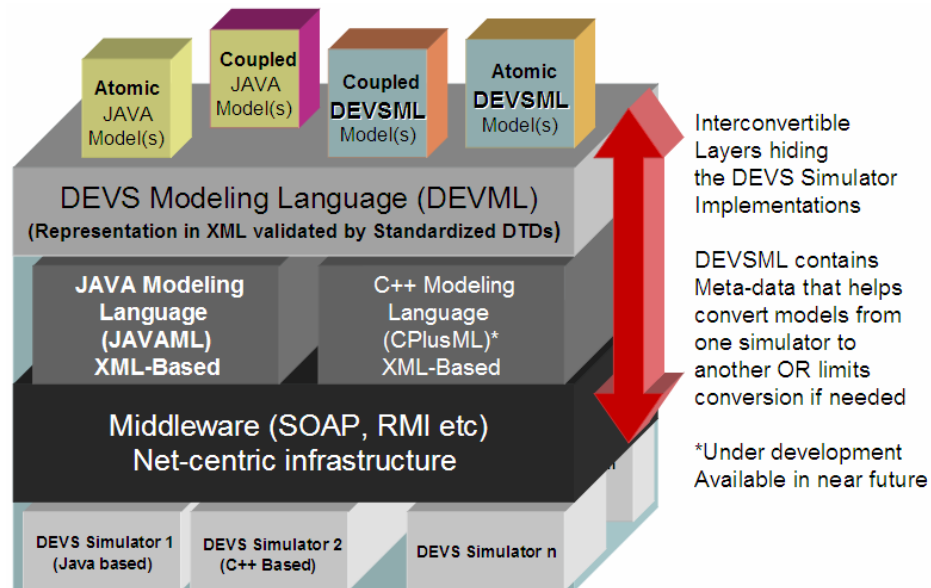 Atomic
JAVA
Model(s)
Coupled
JAVA
Model(s)
Coupled
DEVSML
Model(s)
Atomic
DEVSML
Model(s)
DEVS Modeling Language (DEVML)
(Representation in XML validated by Standardized DTDs)
JAVA Modeling
Language
(JAVAML)
XML-Based
C++ Modeling
Language
(CPlusML)*
XML-Based
Middleware (SOAP, RMI etc)
Net-centric infrastructure
DEVS Simulator 1
(Java based)
DEVS Simulator 2
(C++ Based)
DEVS Simulator n
Interconvertible
Layers hiding
the DEVS Simulator
Implementations
DEVSML contains
Meta-data that helps
convert models from
one simulator to
another OR limits
conversion if needed
*Under development
Available in near future